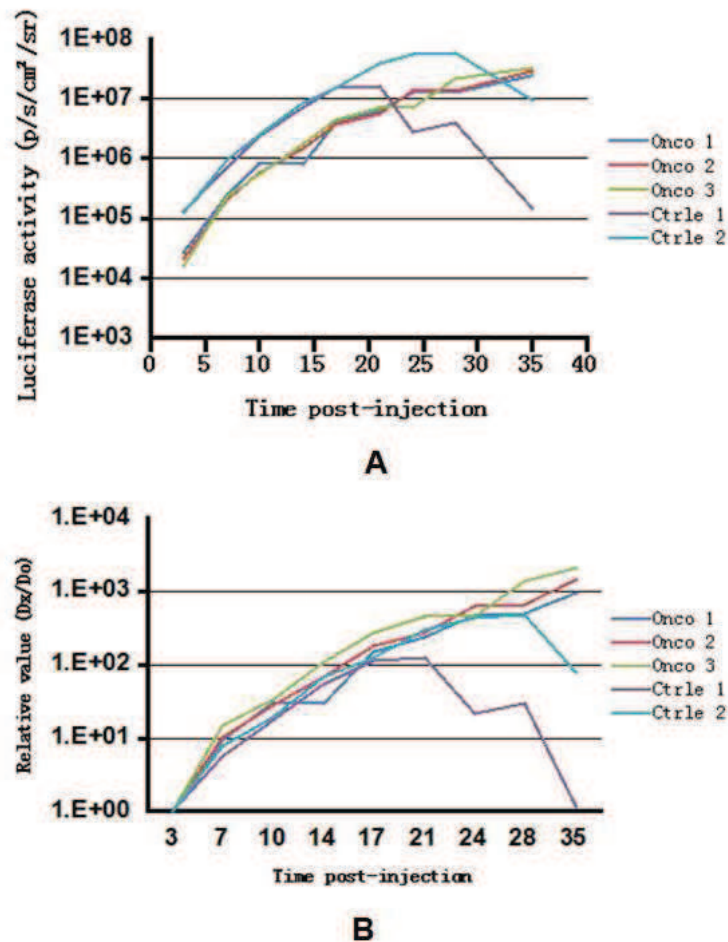 Luciferase activity (p/s/cm²/sr)
1E+08
1E+07
1E+06
1E+05
1E+04
1E+03
0 5 10 15 20 25 30 35 40
Time post-injection
Onco 1
Onco 2
Onco 3
Ctrle 1
Ctrle 2
A
Relative value (Dx/Do)
1.E+04
1.E+03
1.E+02
1.E+01
1.E+00
3 7 10 14 17 21 24 28 35
Time post-injection
Onco 1
Onco 2
Onco 3
Ctrle 1
Ctrle 2
B